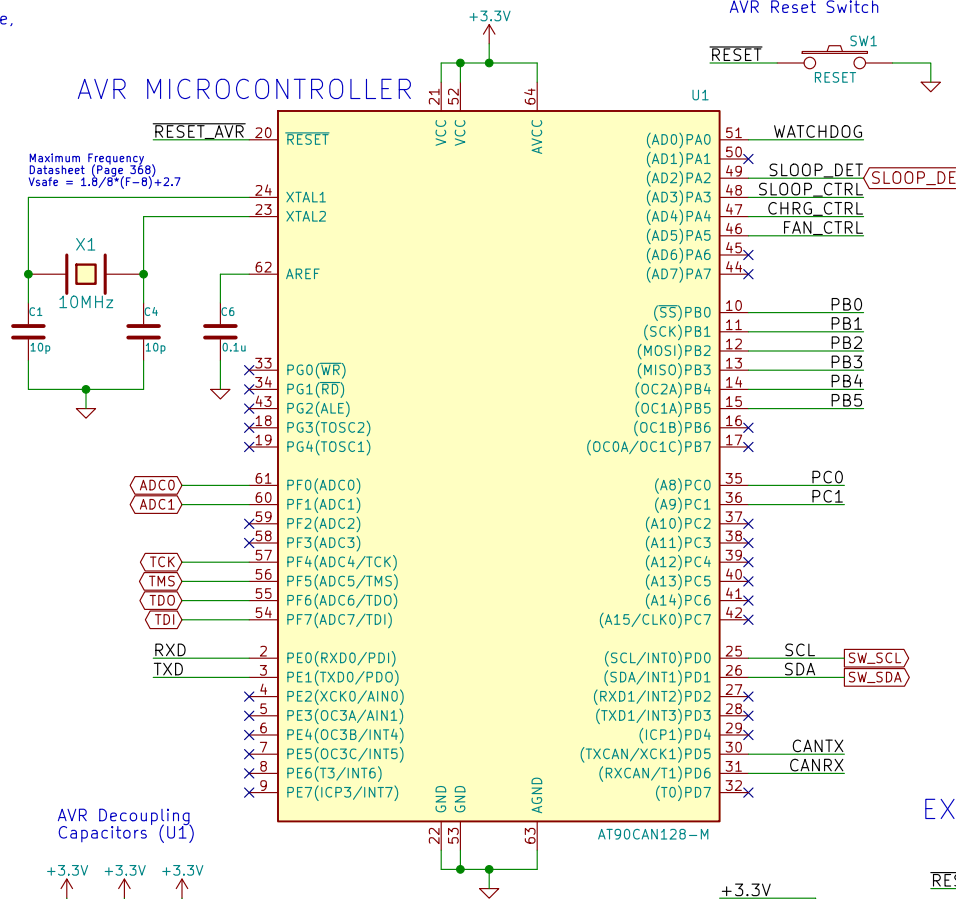 e,
AVR Reset Switch
+3.3V
RESET
SW1
RESET
AVR MICROCONTROLLER
U1
21
52
64
VCC
VCC
AVCC
RESET_AVR 20 RESET
Maximum Frequency
Datasheet (Page 368)
Vsafe = 1.8/8*(F-8)+2.7
24 XTAL1
23 XTAL2
X1
10MHz
62 AREF
C1
10p
C4
10p
C6
0.1u
33 PG0(WR)
34 PG1(RD)
43 PG2(ALE)
18 PG3(TOSC2)
19 PG4(TOSC1)
ADC0 61 PF0(ADC0)
ADC1 60 PF1(ADC1)
59 PF2(ADC2)
58 PF3(ADC3)
TCK 57 PF4(ADC4/TCK)
TMS 56 PF5(ADC5/TMS)
TDO 55 PF6(ADC6/TDO)
TDI 54 PF7(ADC7/TDI)
RXD 2 PE0(RXD0/PDI)
TXD 3 PE1(TXD0/PDO)
4 PE2(XCK0/AIN0)
5 PE3(OC3A/AIN1)
6 PE4(OC3B/INT4)
7 PE5(OC3C/INT5)
8 PE6(T3/INT6)
9 PE7(ICP3/INT7)
(AD0)PA0 51 WATCHDOG
(AD1)PA1 50
(AD2)PA2 49 SLOOP_DET SLOOP_DE
(AD3)PA3 48 SLOOP_CTRL
(AD4)PA4 47 CHRG_CTRL
(AD5)PA5 46 FAN_CTRL
(AD6)PA6 45
(AD7)PA7 44
(SS)PB0 10 PB0
(SCK)PB1 11 PB1
(MOSI)PB2 12 PB2
(MISO)PB3 13 PB3
(OC2A)PB4 14 PB4
(OC1A)PB5 15 PB5
(OC1B)PB6 16
(OC0A/OC1C)PB7 17
(A8)PC0 35 PC0
(A9)PC1 36 PC1
(A10)PC2 37
(A11)PC3 38
(A12)PC4 39
(A13)PC5 40
(A14)PC6 41
(A15/CLKO)PC7 42
(SCL/INT0)PD0 25 SCL SW_SCL
(SDA/INT1)PD1 26 SDA SW_SDA
(RXD1/INT2)PD2 27
(TXD1/INT3)PD3 28
(ICP1)PD4 29
(TXCAN/XCK1)PD5 30 CANTX
(RXCAN/T1)PD6 31 CANRX
(T0)PD7 32
GND
GND
AGND
22
53
63
AT90CAN128-M
AVR Decoupling
Capacitors (U1)
+3.3V +3.3V +3.3V
+3.3V
EX
RES